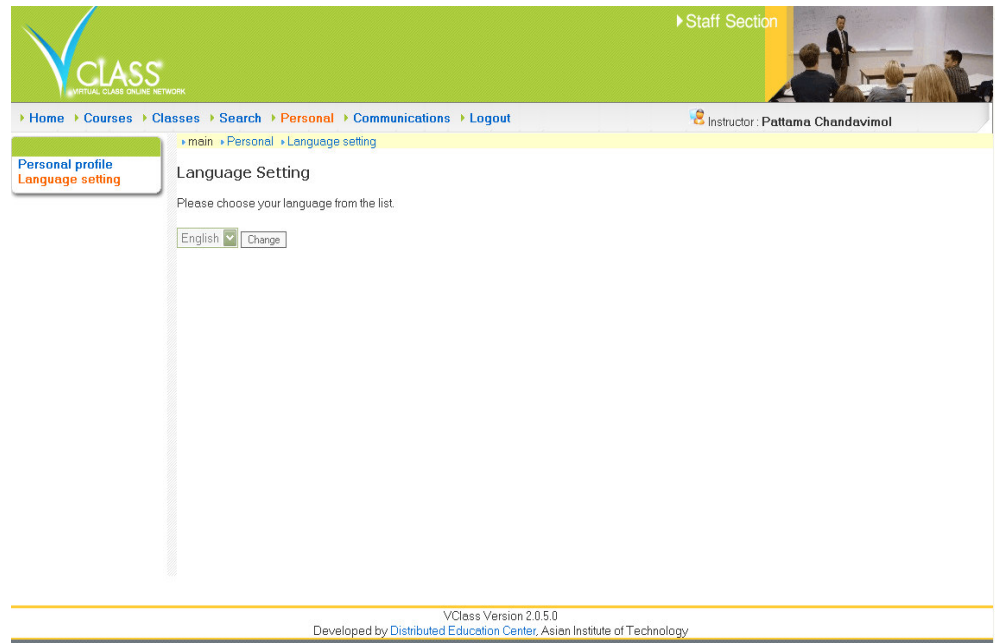 VCLASS
VIRTUAL CLASS ONLINE NETWORK
Staff Section
Home Courses Classes Search Personal Communications Logout
Instructor : Pattama Chandavimol
main Personal Language setting
Personal profile
Language setting
Language Setting
Please choose your language from the list.
English Change
VClass Version 2.0.5.0
Developed by Distributed Education Center, Asian Institute of Technology